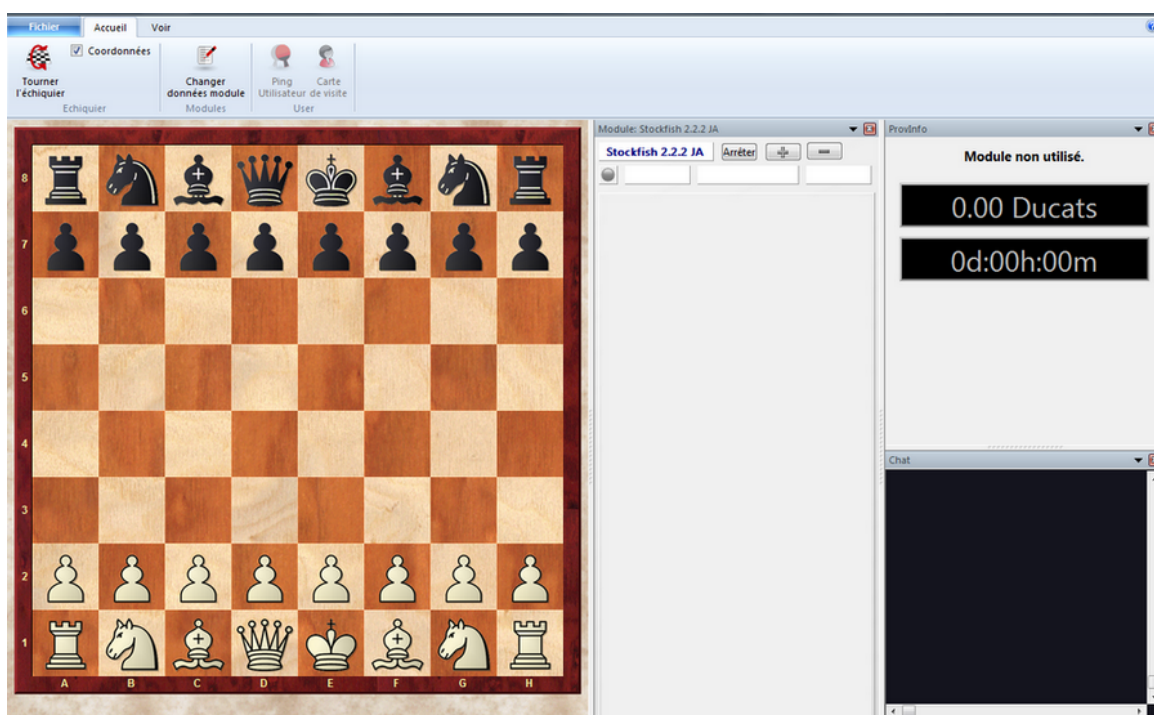 Fichier
Accueil
Voir
Tourner
l'échiquier
Coordonnées
Echiquier
Changer
données module
Modules
Ping
Utilisateur
Carte
de visite
User
Module: Stockfish 2.2.2 JA
Stockfish 2.2.2 JA
Arrêter
ProvInfo
Module non utilisé.
0.00 Ducats
0d:00h:00m
Chat
8
7
6
5
4
3
2
1
A B C D E F G H